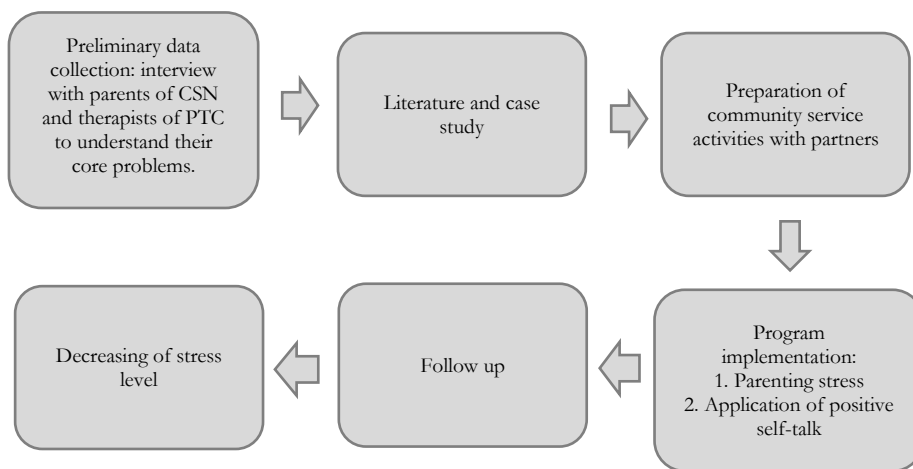 Preliminary data
collection: interview
with parents of CSN
and therapists of PTC
to understand their
core problems.
Literature and case
study
Preparation of
community service
activities with partners
Program
implementation:
1. Parenting stress
2. Application of positive
self-talk
Follow up
Decreasing of stress
level